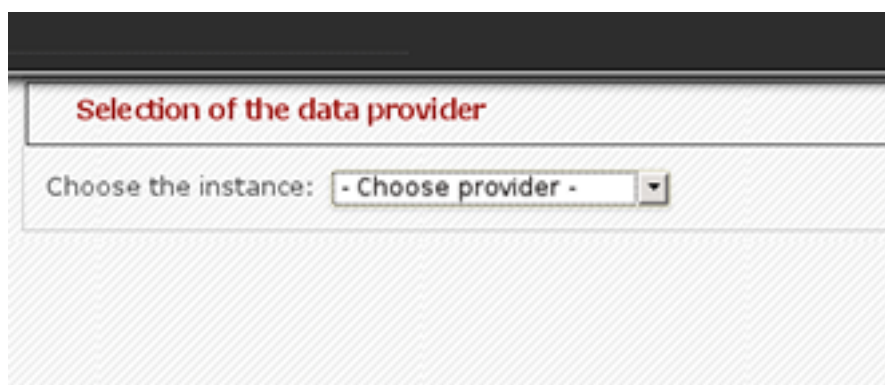 Selection of the data provider
Choose the instance: - Choose provider -